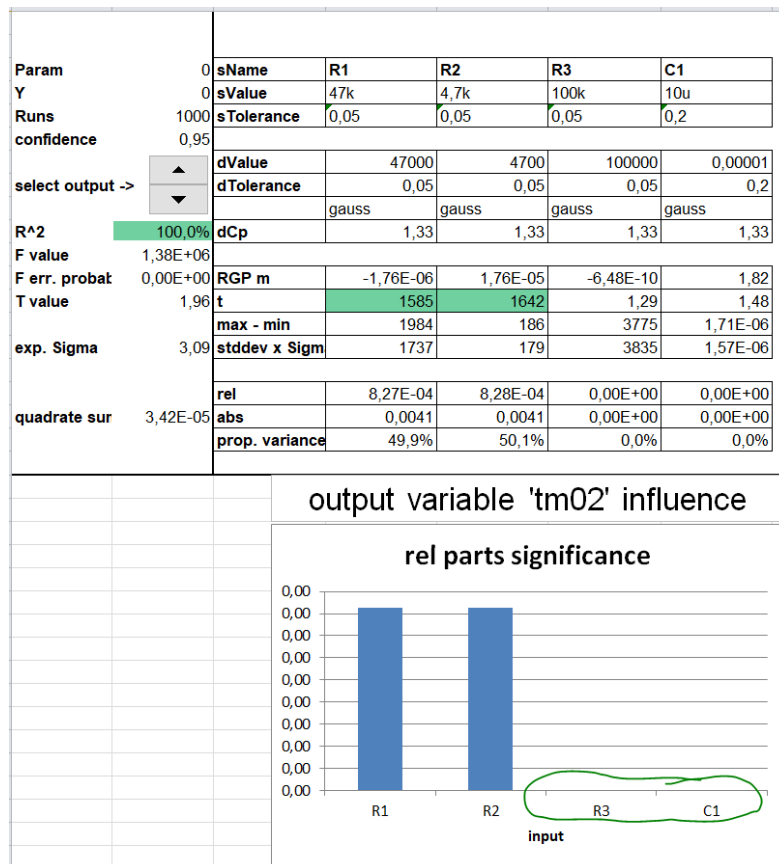 Param 0 sName R1 R2 R3 C1
Y 0 sValue 47k 4,7k 100k 10u
Runs 1000 sTolerance 0,05 0,05 0,05 0,2
confidence 0,95
dValue 47000 4700 100000 0,00001
select output -> dTolerance 0,05 0,05 0,05 0,2
gauss gauss gauss gauss
R^2 100,0% dCp 1,33 1,33 1,33 1,33
F value 1,38E+06
F err. probat 0,00E+00 RGP m -1,76E-06 1,76E-05 -6,48E-10 1,82
T value 1,96 t 1585 1642 1,29 1,48
max - min 1984 186 3775 1,71E-06
exp. Sigma 3,09 stddev x Sigm 1737 179 3835 1,57E-06
rel 8,27E-04 8,28E-04 0,00E+00 0,00E+00
quadrate sur 3,42E-05 abs 0,0041 0,0041 0,00E+00 0,00E+00
prop. variance 49,9% 50,1% 0,0% 0,0%
output variable 'tm02' influence
rel parts significance
0,00
0,00
0,00
0,00
0,00
0,00
0,00
0,00
0,00
0,00
R1 R2 R3 C1
input